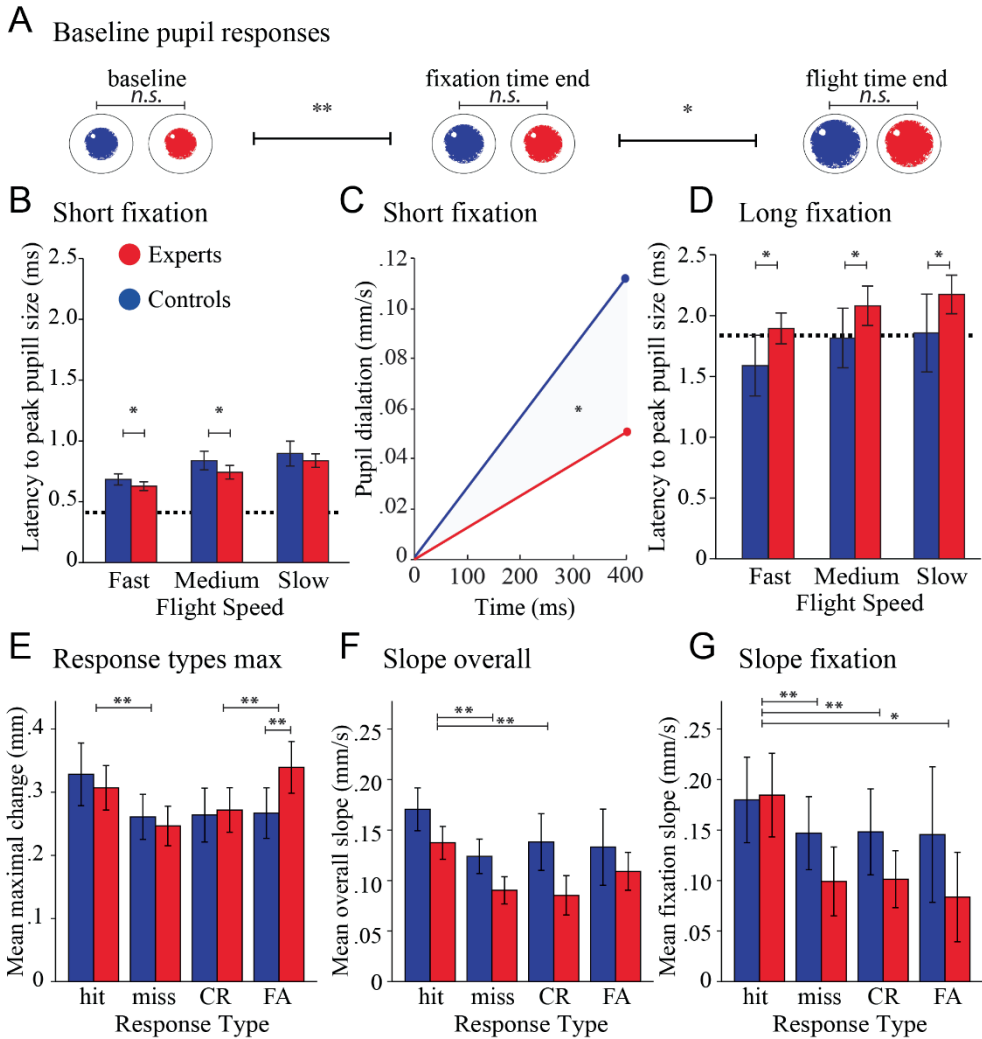 A Baseline pupil responses
baseline fixation time end flight time end
n.s. ** n.s. * n.s.
B Short fixation
Latency to peak pupil size (ms)
2.5
2.0
1.5
1.0
0.5
0
Experts
Controls
* *
Fast Medium Slow
Flight Speed
C Short fixation
Pupil dialation (mm/s)
.12
.10
.08
.06
.04
.02
0
*
0 100 200 300 400
Time (ms)
D Long fixation
Latency to peak pupill size (ms)
2.5
2.0
1.5
1.0
0.5
0
* * *
Fast Medium Slow
Flight Speed
E Response types max
Mean maximal change (mm)
.4
.3
.2
.1
0
** ** **
hit miss CR FA
Response Type
F Slope overall
Mean overall slope (mm/s)
.20
.15
.10
.05
0
**
**
hit miss CR FA
Response Type
G Slope fixation
Mean fixation slope (mm/s)
.20
.15
.10
.05
0
**
**
*
hit miss CR FA
Response Type